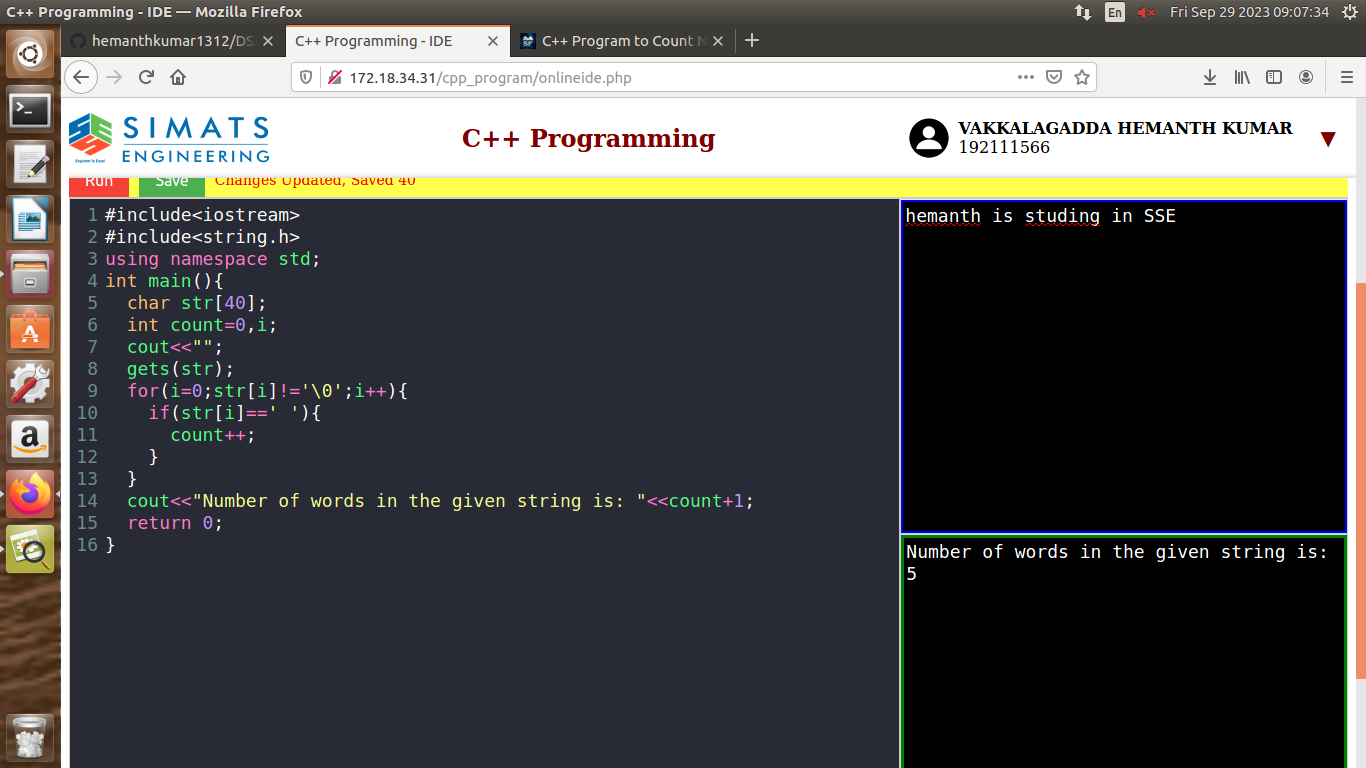 C++ Programming - IDE — Mozilla Firefox
En
Fri Sep 29 2023 09:07:34
hemanthkumar1312/DS
C++ Programming - IDE
C++ Program to Count N
172.18.34.31/cpp_program/onlineide.php
SIMATS
ENGINEERING
Engineer to Excel
C++ Programming
VAKKALAGADDA HEMANTH KUMAR
192111566
Run
Save
Changes Updated, Saved 40
1 #include<iostream>
2 #include<string.h>
3 using namespace std;
4 int main(){
5 char str[40];
6 int count=0,i;
7 cout<<"";
8 gets(str);
9 for(i=0;str[i]!='\0';i++){
10 if(str[i]==' '){
11 count++;
12 }
13 }
14 cout<<"Number of words in the given string is: "<<count+1;
15 return 0;
16 }
hemanth is studing in SSE
Number of words in the given string is:
5